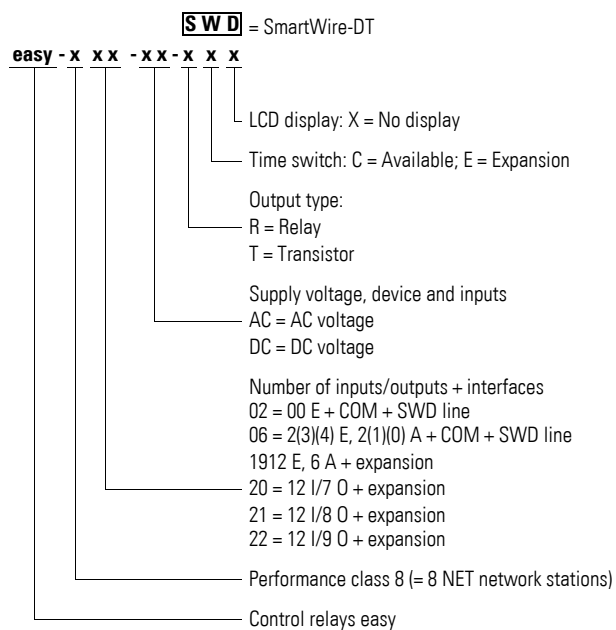 SWD = SmartWire-DT
easy - x x x - x x - x x x
LCD display: X = No display
Time switch: C = Available; E = Expansion
Output type:
R = Relay
T = Transistor
Supply voltage, device and inputs
AC = AC voltage
DC = DC voltage
Number of inputs/outputs + interfaces
02 = 00 E + COM + SWD line
06 = 2(3)(4) E, 2(1)(0) A + COM + SWD line
1912 E, 6 A + expansion
20 = 12 I/7 O + expansion
21 = 12 I/8 O + expansion
22 = 12 I/9 O + expansion
Performance class 8 (= 8 NET network stations)
Control relays easy